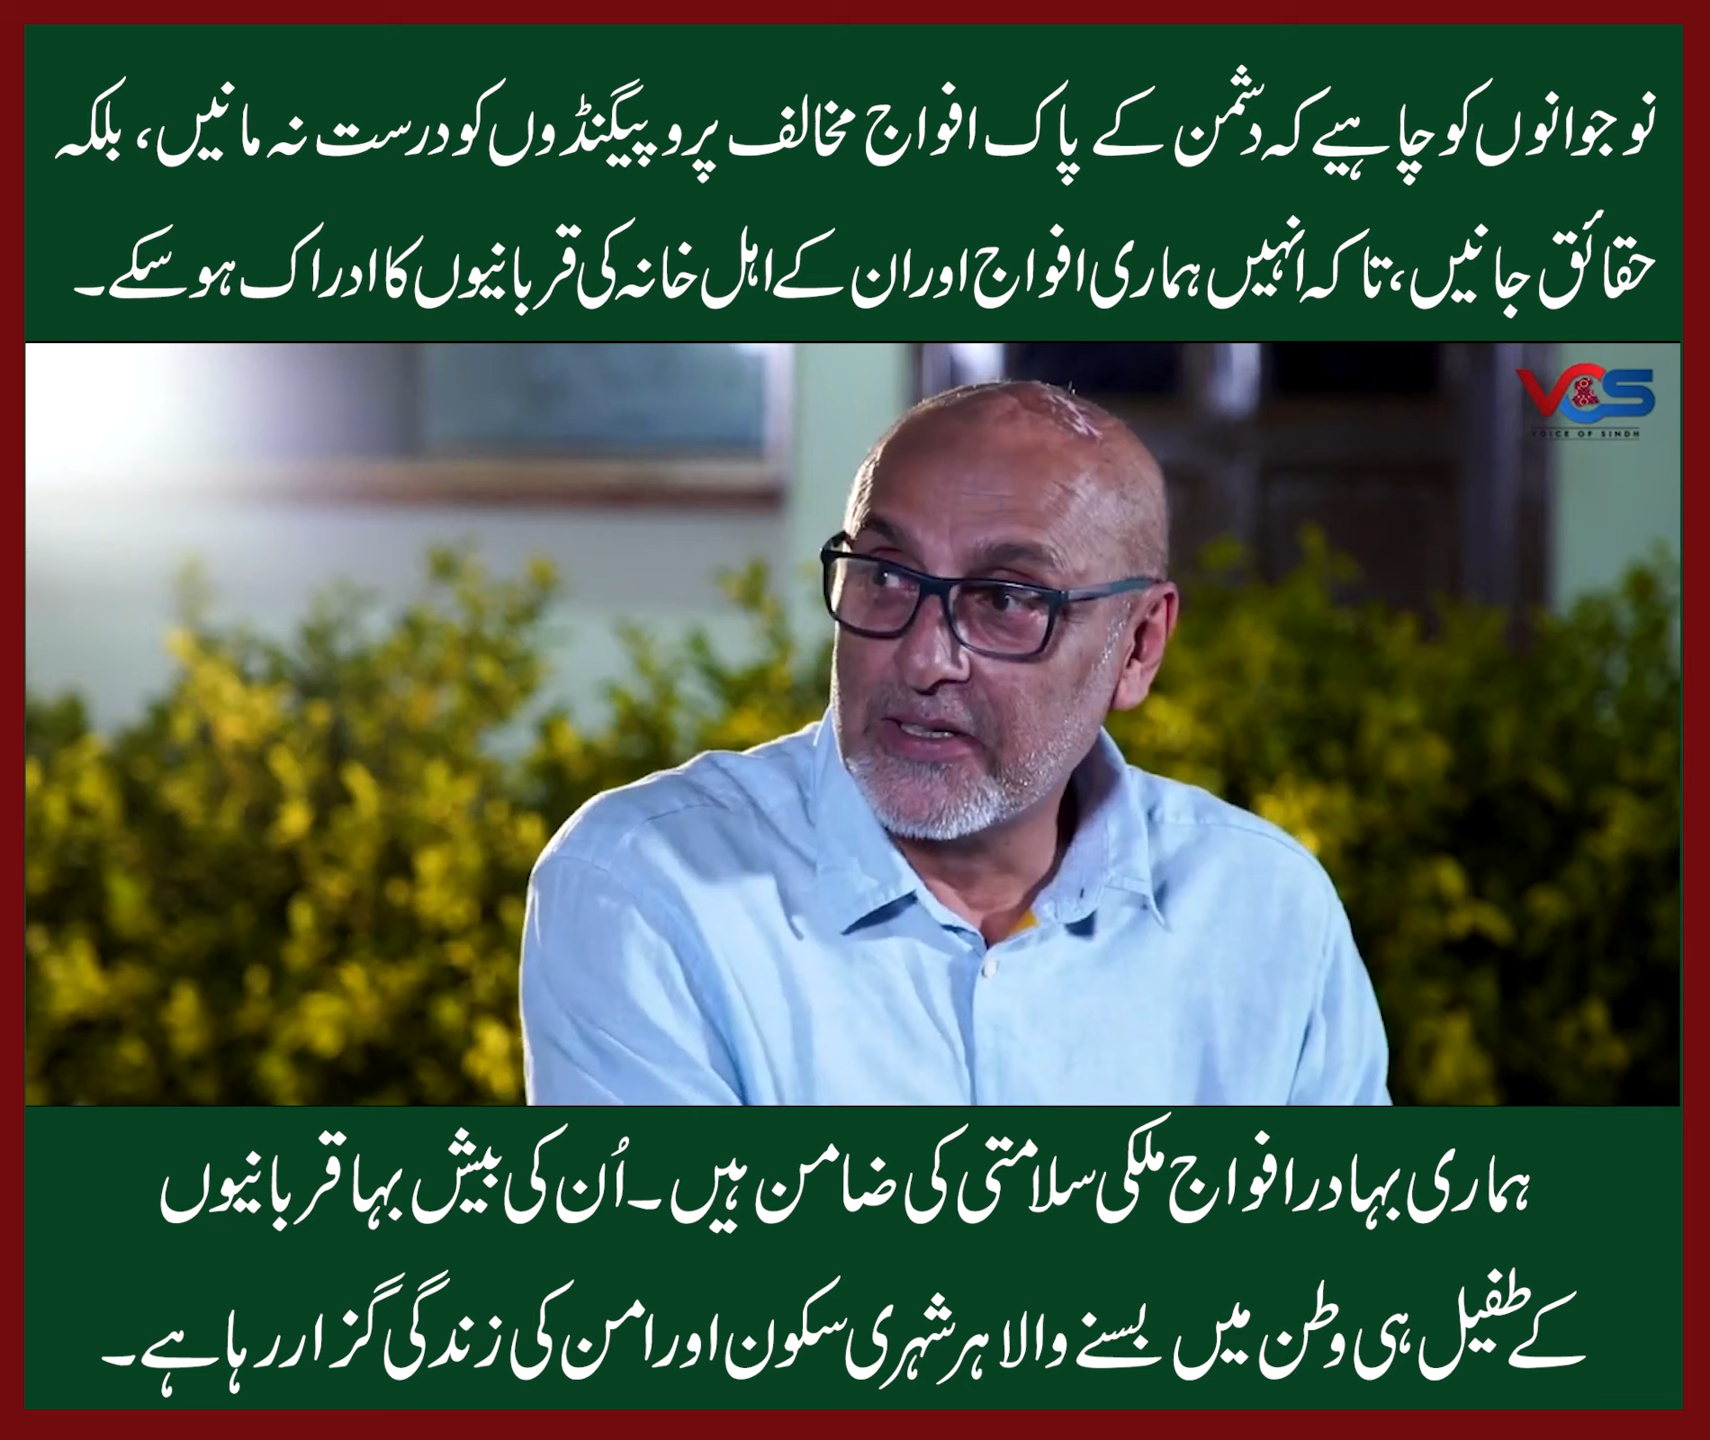 نوجوانوں کو چاہیے کہ دشمن کے پاک افواج مخالف پروپیگنڈوں کو درست نہ مانیں، بلکہ
حقائق جانیں، تاکہ انہیں ہماری افواج اور ان کے اہل خانہ کی قربانیوں کا ادراک ہو سکے۔
VOS
VOICE OF SINDH
ہماری بہادر افواج ملکی سلامتی کی ضامن ہیں۔ اُن کی بیش بہا قربانیوں
کے طفیل ہی وطن میں بسنے والا ہر شہری سکون اور امن کی زندگی گزار رہا ہے۔